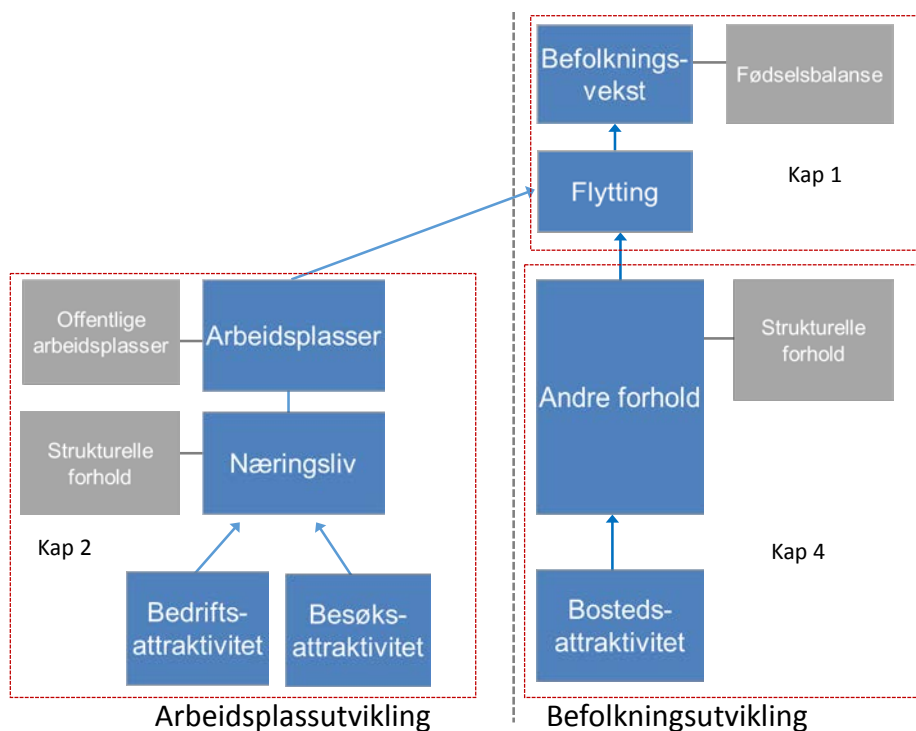 Befolknings-
vekst
Fødselsbalanse
Kap 1
Flytting
Offentlige
arbeidsplasser
Arbeidsplasser
Strukturelle
forhold
Næringsliv
Kap 2
Bedrifts-
attraktivitet
Besøks-
attraktivitet
Andre forhold
Strukturelle
forhold
Kap 4
Bosteds-
attraktivitet
Arbeidsplassutvikling
Befolkningsutvikling